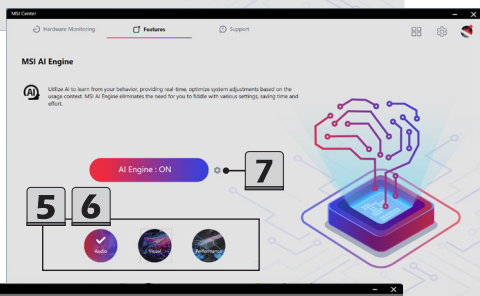 MSI Center
Hardware Monitoring
Features
Support
MSI AI Engine
AI
Utilize AI to learn from your behavior, providing real-time, optimize system adjustments based on the
usage context. MSI AI Engine eliminates the need for you to fiddle with various settings, saving time and
effort.
AI Engine : ON
7
5 6
Audio
Visual
Performance